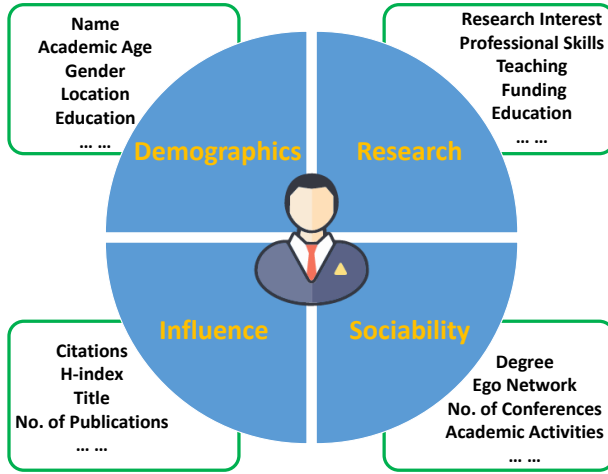 Name
Academic Age
Gender
Location
Education
... ...
Research Interest
Professional Skills
Teaching
Funding
Education
... ...
Demographics
Research
Influence
Sociability
Citations
H-index
Title
No. of Publications
... ...
Degree
Ego Network
No. of Conferences
Academic Activities
... ...